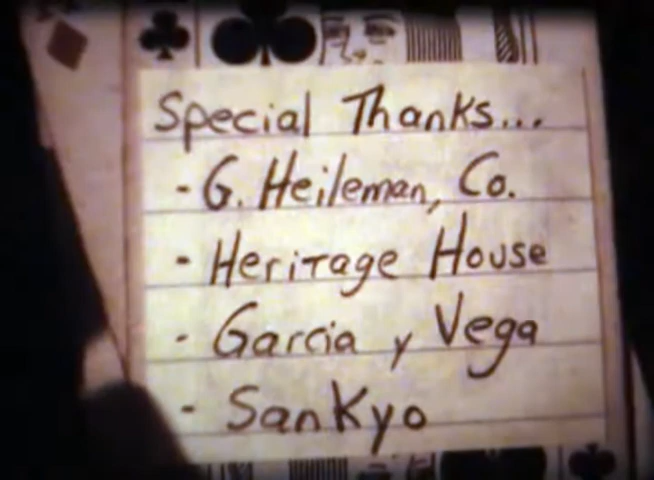 Special Thanks...
- G. Heileman, Co.
- Heritage House
- Garcia y Vega
- Sankyo